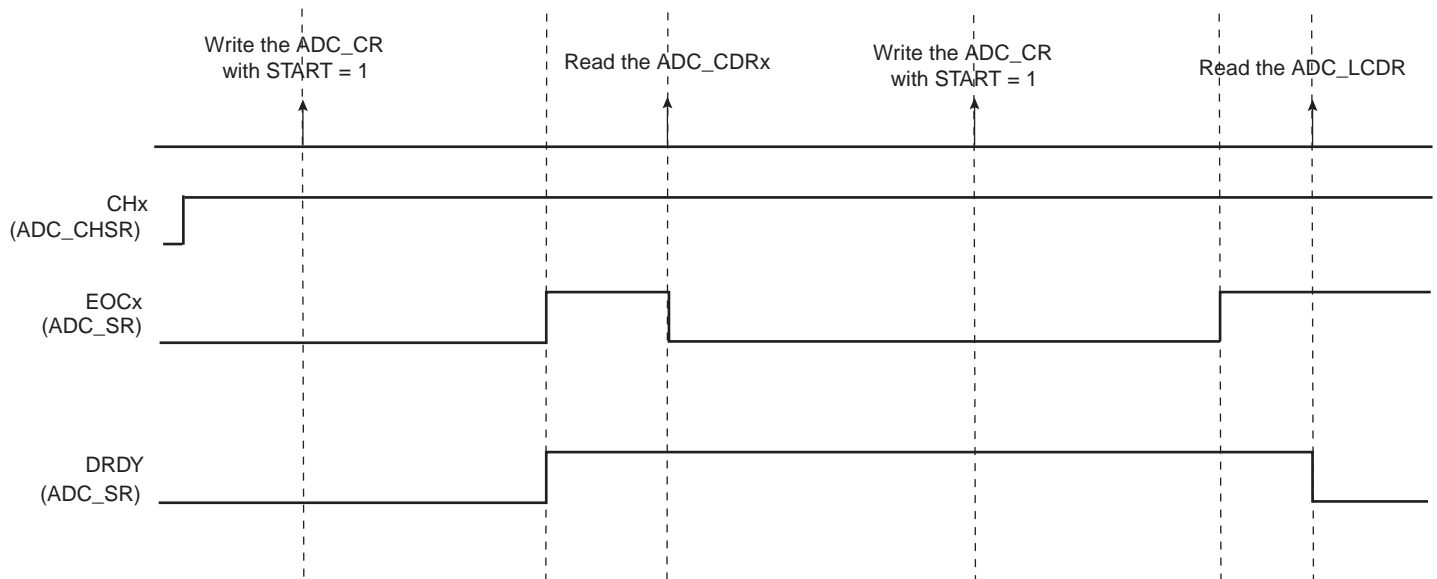 Write the ADC_CR
with START = 1
Read the ADC_CDRx
Write the ADC_CR
with START = 1
Read the ADC_LCDR
CHx
(ADC_CHSR)
EOCx
(ADC_SR)
DRDY
(ADC_SR)